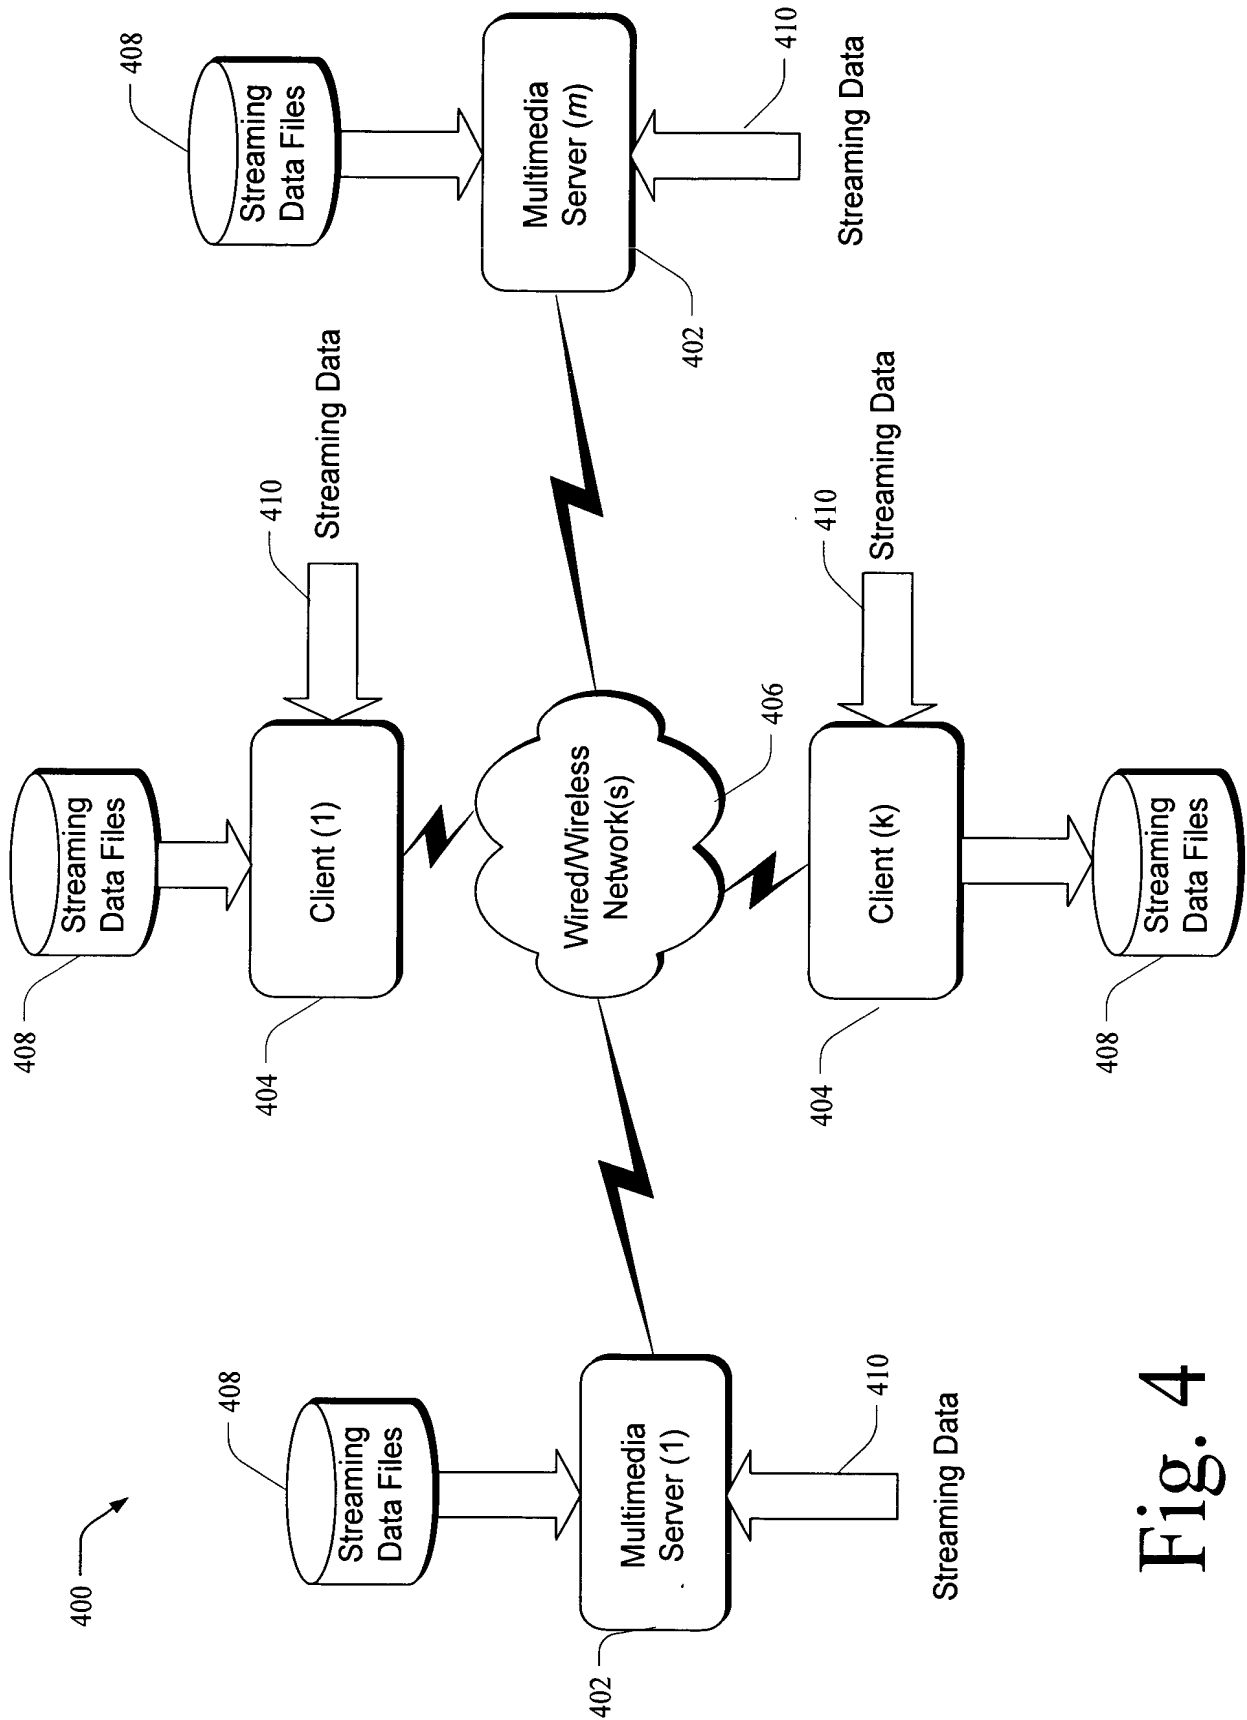 400
408
Streaming
Data Files
Multimedia
Server (1)
402
410
Streaming Data
408
Streaming
Data Files
Client (1)
404
410
Streaming Data
Wired/Wireless
Network(s)
406
Client (k)
404
410
Streaming Data
Streaming
Data Files
408
408
Streaming
Data Files
Multimedia
Server (m)
402
410
Streaming Data
Fig. 4